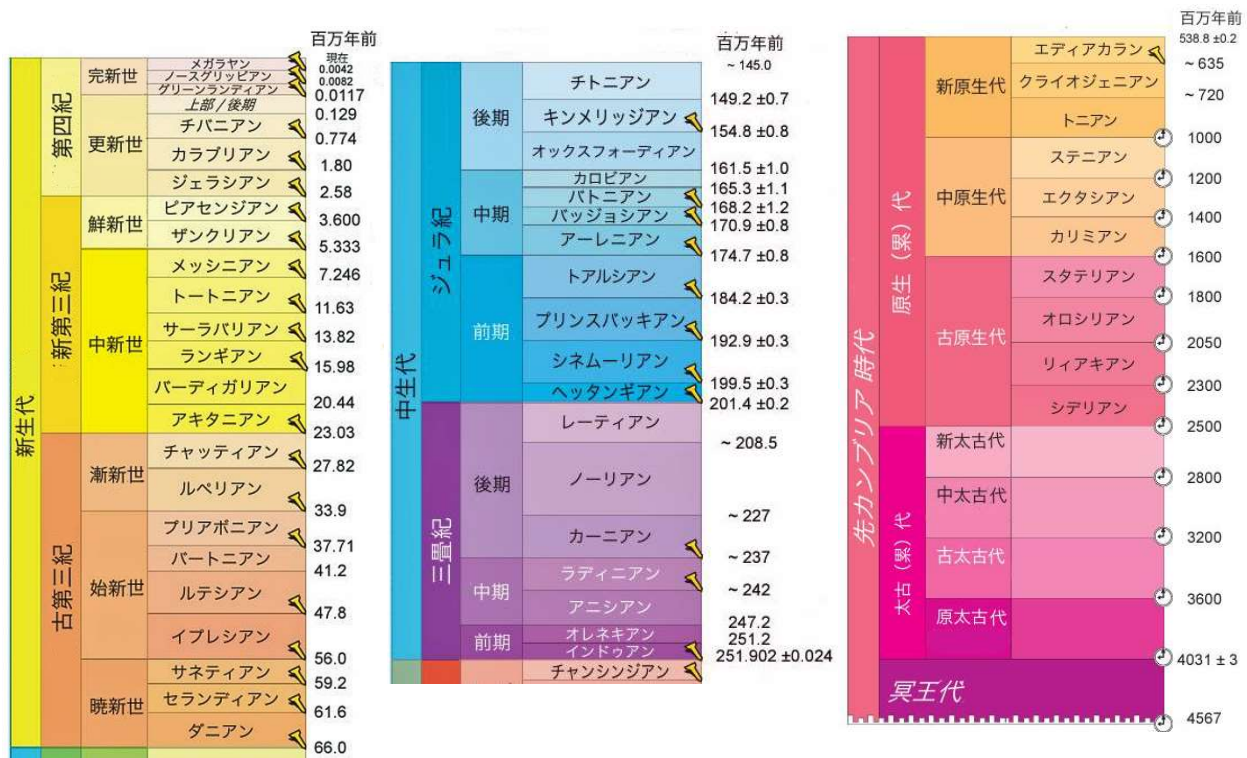 百万年前
現在
新生代
第四紀
完新世
メガラヤン
0.0042
ノースグリッピアン
0.0082
グリーンランディアン
0.0117
更新世
上部/後期
0.129
チバニアン
0.774
カラブリアン
1.80
ジェラシアン
2.58
新第三紀
鮮新世
ピアセンジアン
3.600
ザンクリアン
5.333
中新世
メッシニアン
7.246
トートニアン
11.63
サーラバリアン
13.82
ランギアン
15.98
バーディガリアン
20.44
アキタニアン
23.03
古第三紀
漸新世
チャッティアン
27.82
ルペリアン
33.9
始新世
プリアボニアン
37.71
バートニアン
41.2
ルテシアン
47.8
イプレシアン
56.0
暁新世
サネティアン
59.2
セランディアン
61.6
ダニアン
66.0
百万年前
~ 145.0
中生代
ジュラ紀
後期
チトニアン
149.2 ±0.7
キンメリッジアン
154.8 ±0.8
オックスフォーディアン
161.5 ±1.0
中期
カロビアン
165.3 ±1.1
バトニアン
168.2 ±1.2
バッジョシアン
170.9 ±0.8
アーレニアン
174.7 ±0.8
前期
トアルシアン
184.2 ±0.3
プリンスバッキアン
192.9 ±0.3
シネムーリアン
199.5 ±0.3
ヘッタンギアン
201.4 ±0.2
三畳紀
後期
レーティアン
~ 208.5
ノーリアン
~ 227
カーニアン
~ 237
中期
ラディニアン
~ 242
アニシアン
247.2
前期
オレネキアン
251.2
インドゥアン
251.902 ±0.024
チャンシンジアン
百万年前
538.8 ±0.2
先カンブリア 時代
原生（累）代
新原生代
エディアカラン
~ 635
クライオジェニアン
~ 720
トニアン
1000
中原生代
ステニアン
1200
エクタシアン
1400
カリミアン
1600
古原生代
スタテリアン
1800
オロシリアン
2050
リィアキアン
2300
シデリアン
2500
太古（累）代
新太古代
2800
中太古代
3200
古太古代
3600
原太古代
4031 ± 3
冥王代
4567